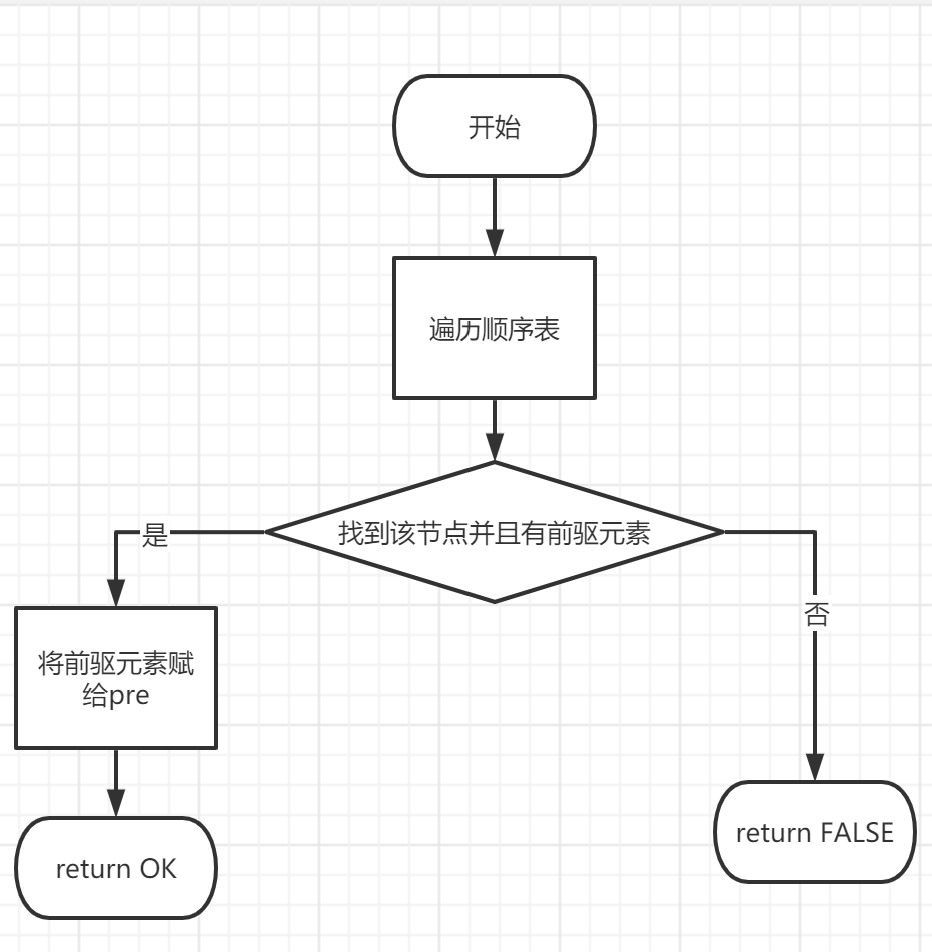 开始
遍历顺序表
找到该节点并且有前驱元素
是
否
将前驱元素赋
给pre
return OK
return FALSE